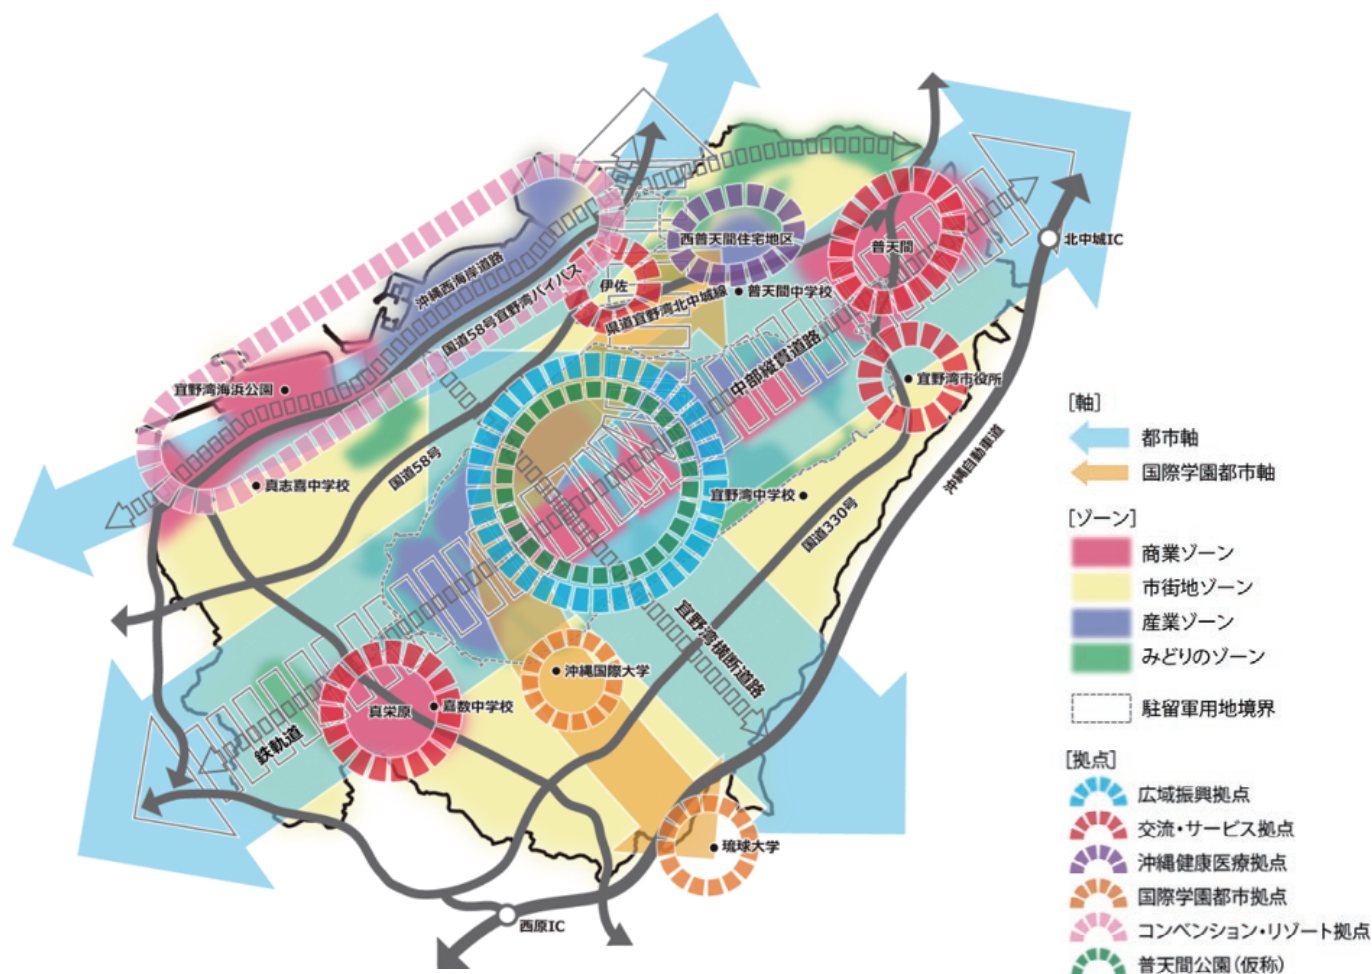 北中城IC
西普天間住宅地区
普天間
沖縄西海岸道路
伊佐
普天間中学校
国道58号宜野湾バイパス
県道宜野湾北中城線
中部縦貫道路
宜野湾市役所
宜野湾海浜公園
国道58号
真志喜中学校
宜野湾中学校
国道330号
沖縄自動車道
宜野湾横断道路
沖縄国際大学
嘉数中学校
真栄原
鉄軌道
琉球大学
西原IC
[軸]
都市軸
国際学園都市軸
[ゾーン]
商業ゾーン
市街地ゾーン
産業ゾーン
みどりのゾーン
駐留軍用地境界
[拠点]
広域振興拠点
交流・サービス拠点
沖縄健康医療拠点
国際学園都市拠点
コンベンション・リゾート拠点
普天間公園(仮称)